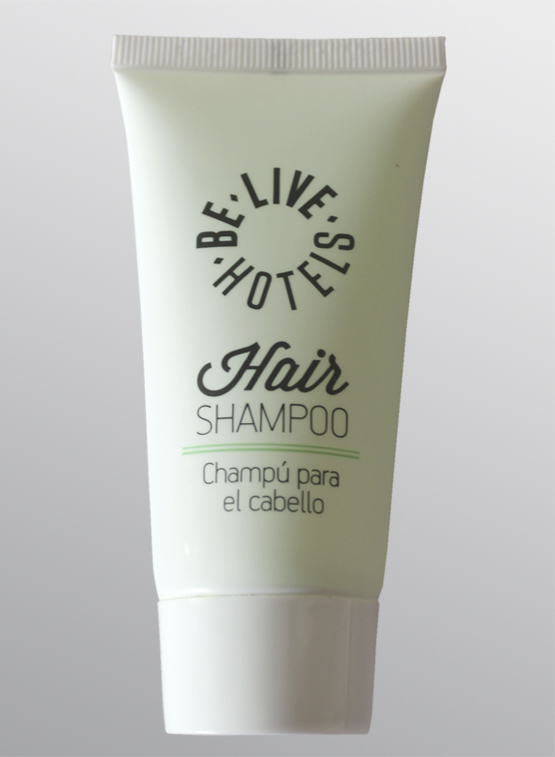 BE·LIVE·
·HOTELS
Hair
SHAMPOO
Champú para
el cabello